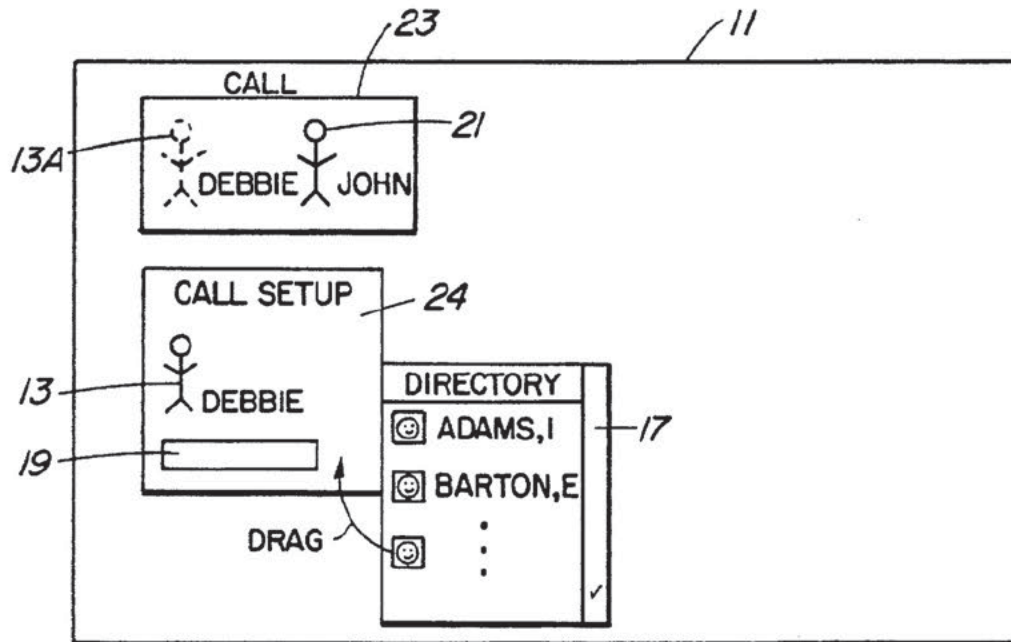 23
11
CALL
21
13A
DEBBIE JOHN
CALL SETUP
24
13
DEBBIE
DIRECTORY
17
ADAMS,I
19
BARTON,E
DRAG